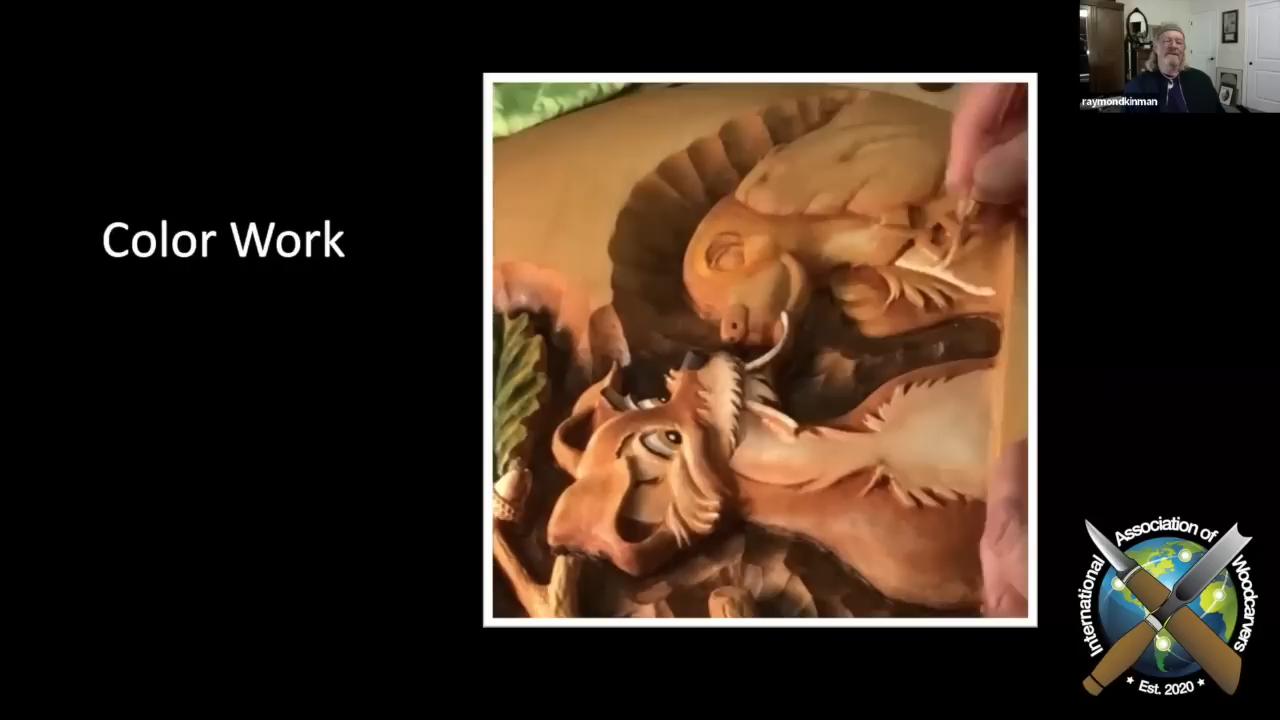 Color Work
raymondkinman
International Association of Woodcarvers
Est. 2020